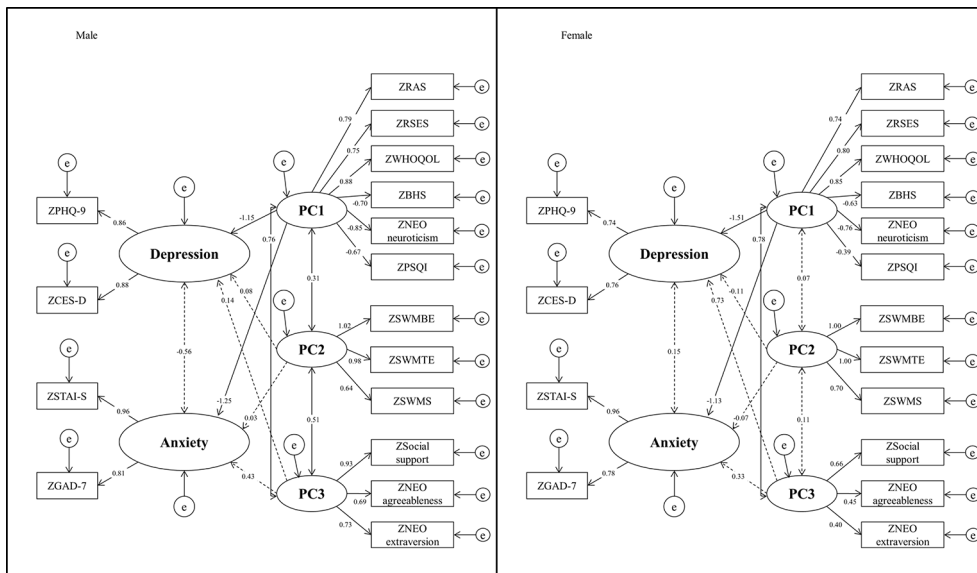 Male
ZRAS
0.79
ZRSES
0.75
ZWHOQOL
0.88
e
e
e
e
e
e
ZBHS
-0.70
ZPHQ-9
0.86
PC1
-1.15
ZNEO
neuroticism
-0.85
e
0.76
-0.67
Depression
ZPSQI
e
ZCES-D
0.88
0.08
0.14
0.31
e
ZSWMBE
1.02
e
e
-0.56
PC2
0.98
ZSWMTE
e
0.64
ZSWMS
e
ZSTAI-S
0.96
-1.25
0.03
0.51
e
Anxiety
e
0.93
ZSocial
support
e
ZGAD-7
0.81
0.43
PC3
0.69
ZNEO
agreeableness
e
e
0.73
ZNEO
extraversion
e
Female
ZRAS
0.74
ZRSES
0.80
ZWHOQOL
0.85
e
e
e
e
e
e
ZBHS
-0.63
ZPHQ-9
0.74
PC1
-1.51
ZNEO
neuroticism
-0.76
e
0.78
-0.39
Depression
ZPSQI
e
ZCES-D
0.76
-0.11
0.73
0.07
e
ZSWMBE
1.00
e
e
0.15
PC2
1.00
ZSWMTE
e
0.70
ZSWMS
e
ZSTAI-S
0.96
-1.13
-0.07
0.11
e
Anxiety
e
0.66
ZSocial
support
e
ZGAD-7
0.78
0.33
PC3
0.45
ZNEO
agreeableness
e
e
0.40
ZNEO
extraversion
e